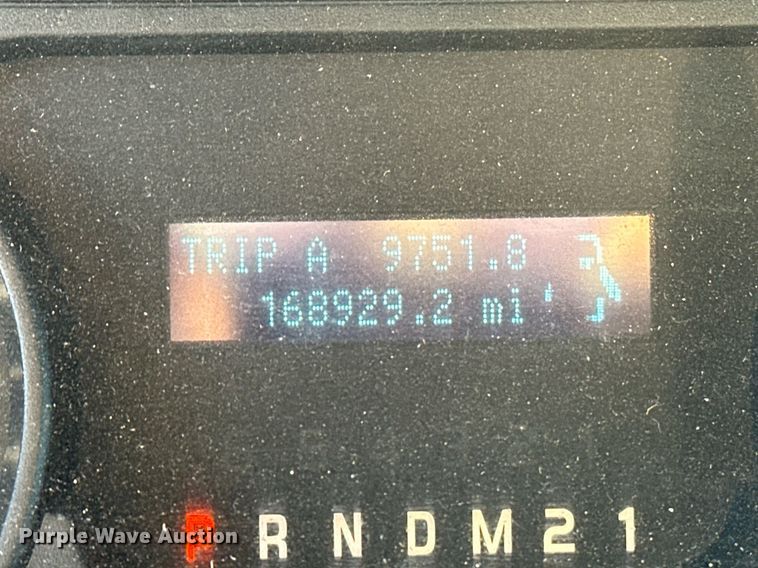 TRIP A 9751.8
168929.2 mi
P R N D M 2 1
Purple Wave Auction